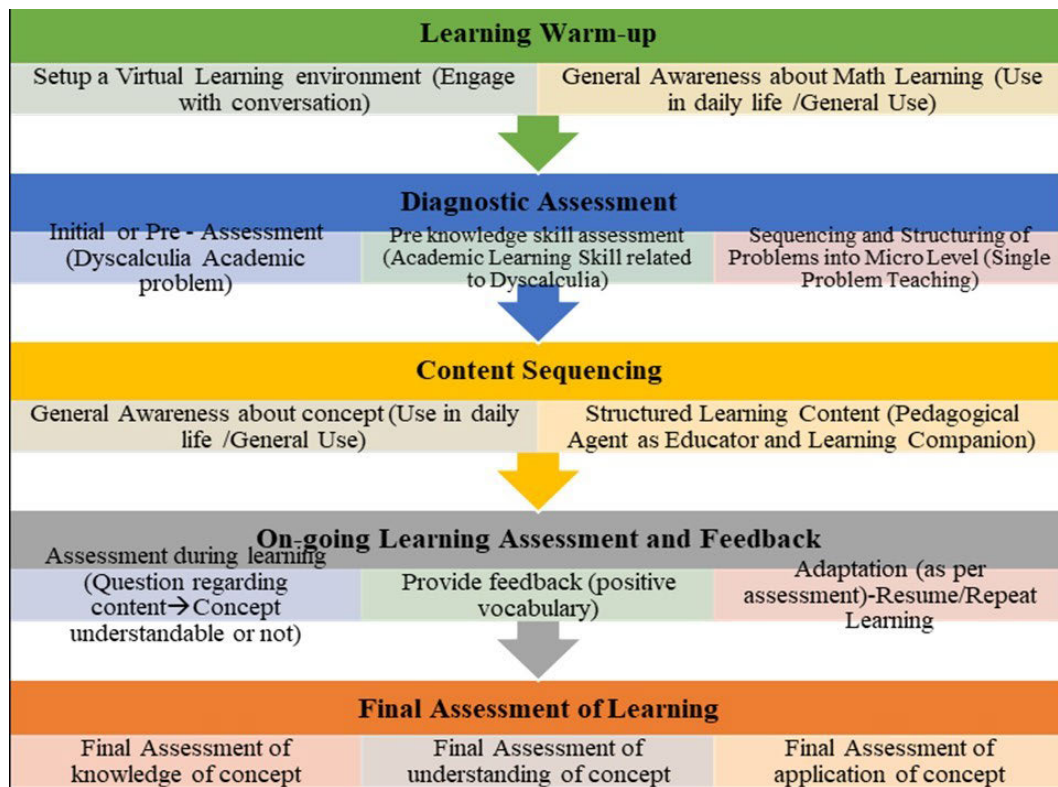 Learning Warm-up
Setup a Virtual Learning environment (Engage
with conversation)
General Awareness about Math Learning (Use
in daily life /General Use)
Diagnostic Assessment
Initial or Pre - Assessment
(Dyscalculia Academic
problem)
Pre knowledge skill assessment
(Academic Learning Skill related
to Dyscalculia)
Sequencing and Structuring of
Problems into Micro Level (Single
Problem Teaching)
Content Sequencing
General Awareness about concept (Use in daily
life /General Use)
Structured Learning Content (Pedagogical
Agent as Educator and Learning Companion)
On-going Learning Assessment and Feedback
Assessment during learning
(Question regarding
content→Concept
understandable or not)
Provide feedback (positive
vocabulary)
Adaptation (as per
assessment)-Resume/Repeat
Learning
Final Assessment of Learning
Final Assessment of
knowledge of concept
Final Assessment of
understanding of concept
Final Assessment of
application of concept